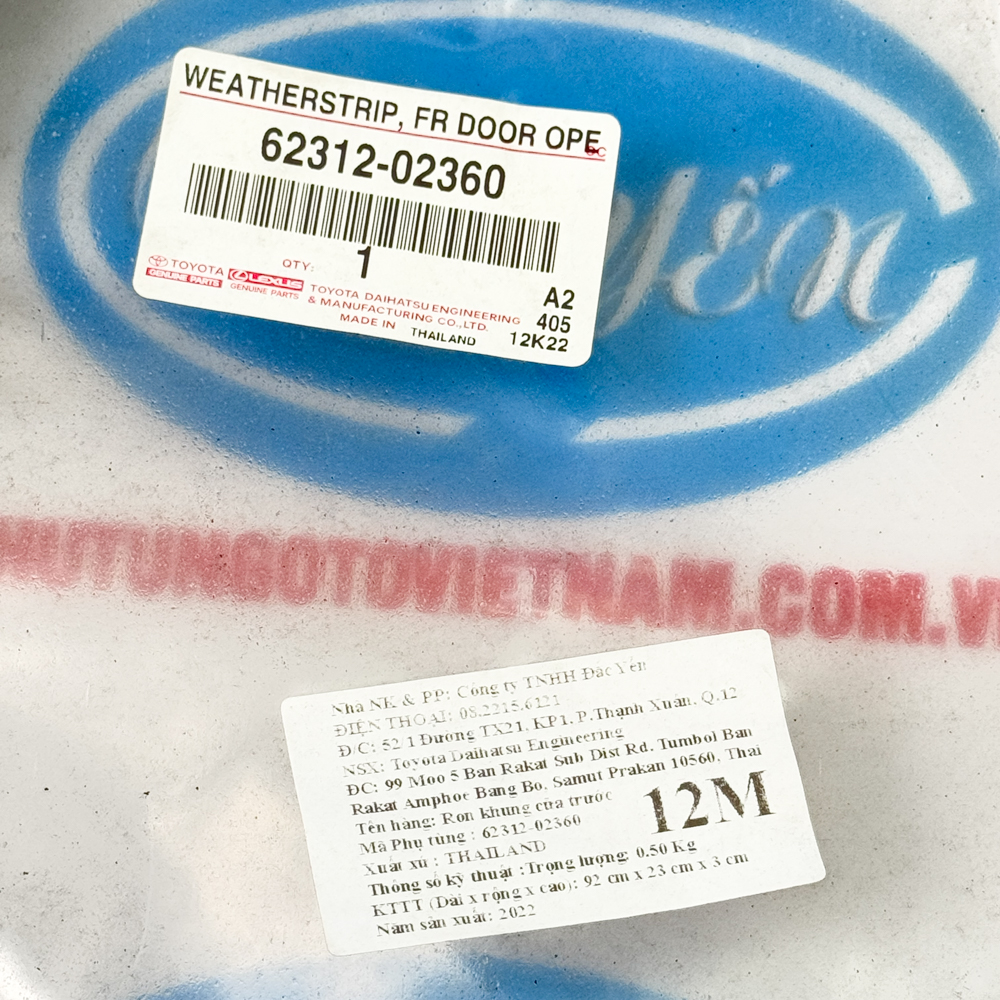 WEATHERSTRIP, FR DOOR OPE
62312-02360
QTY: 1
TOYOTA
GENUINE PARTS
LEXUS
GENUINE PARTS
TOYOTA DAIHATSU ENGINEERING
& MANUFACTURING CO.,LTD.
MADE IN THAILAND
A2
405
12K22
YẾN
HUTUNGOTOVIETNAM.COM.V
Nhà NK & PP: Công ty TNHH Đắc Yến
ĐIỆN THOẠI: 08.2215.6121
Đ/C: 52/1 Đường TX21, KP1, P.Thạnh Xuân, Q.12
NSX: Toyota Daihatsu Engineering
ĐC: 99 Moo 5 Ban Rakat Sub Dist Rd. Tumbol Ban
Rakat Amphoe Bang Bo, Samut Prakan 10560, Thai
Tên hàng: Ron khung cửa trước
Mã Phụ tùng : 62312-02360
Xuất xứ : THAILAND
12M
Thông số kỹ thuật :Trọng lượng: 0.50 Kg
KTTT (Dài x rộng x cao): 92 cm x 23 cm x 3 cm
Năm sản xuất: 2022